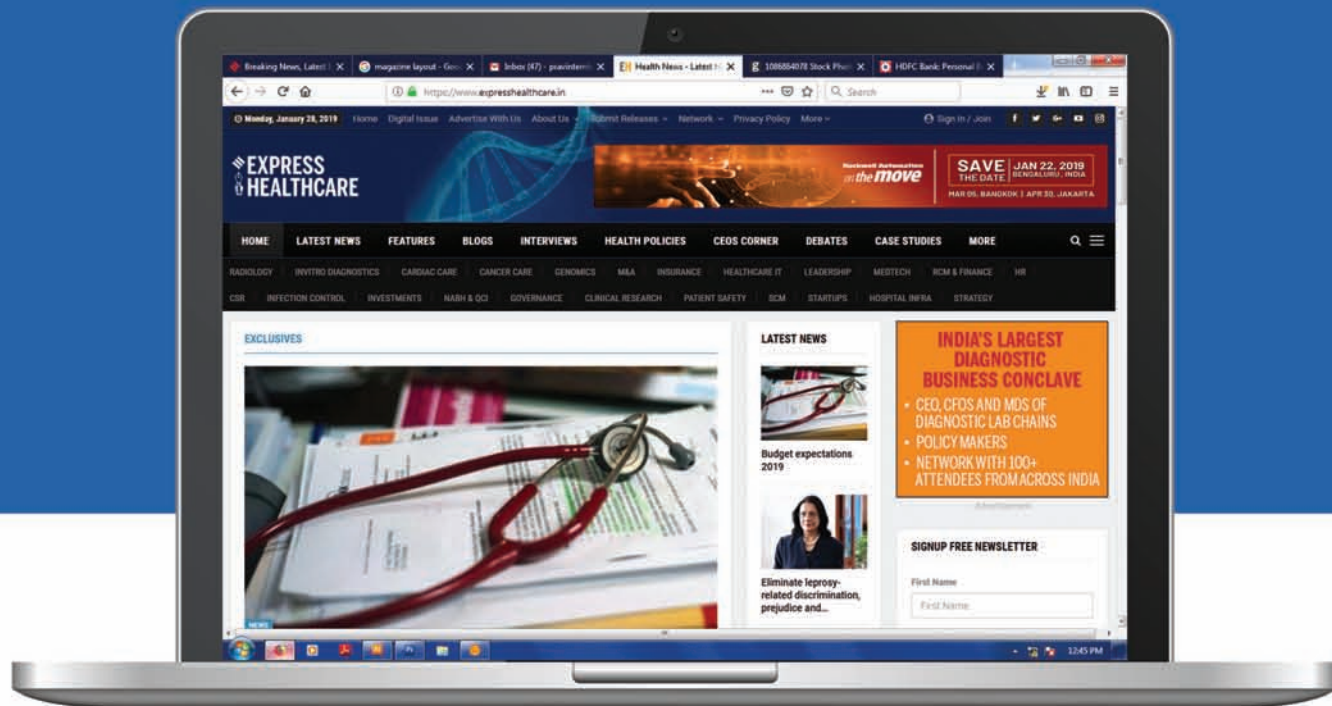 Breaking News, Latest
magazine layout - Goo
Inbox (47) - pravintem
EH Health News - Latest N
1086864078 Stock Phot
HDFC Bank: Personal B
https://www.expresshealthcare.in
Search
Monday, January 28, 2019 Home Digital Issue Advertise With Us About Us Submit Releases Network Privacy Policy More Sign in / Join
EXPRESS
HEALTHCARE
Rockwell Automation
on the move
SAVE
THE DATE
JAN 22, 2019
BENGALURU, INDIA
MAR 05, BANGKOK | APR 30, JAKARTA
HOME LATEST NEWS FEATURES BLOGS INTERVIEWS HEALTH POLICIES CEOS CORNER DEBATES CASE STUDIES MORE
RADIOLOGY INVITRO DIAGNOSTICS CARDIAC CARE CANCER CARE GENOMICS M&A INSURANCE HEALTHCARE IT LEADERSHIP MEDTECH RCM & FINANCE HR
CSR INFECTION CONTROL INVESTMENTS NABH & QCI GOVERNANCE CLINICAL RESEARCH PATIENT SAFETY SCM STARTUPS HOSPITAL INFRA STRATEGY
EXCLUSIVES
NEWS
LATEST NEWS
Budget expectations
2019
Eliminate leprosy-
related discrimination,
prejudice and...
INDIA'S LARGEST
DIAGNOSTIC
BUSINESS CONCLAVE
• CEO, CFOS AND MDS OF
DIAGNOSTIC LAB CHAINS
• POLICY MAKERS
• NETWORK WITH 100+
ATTENDEES FROM ACROSS INDIA
Advertisement
SIGNUP FREE NEWSLETTER
First Name
First Name
12:45 PM